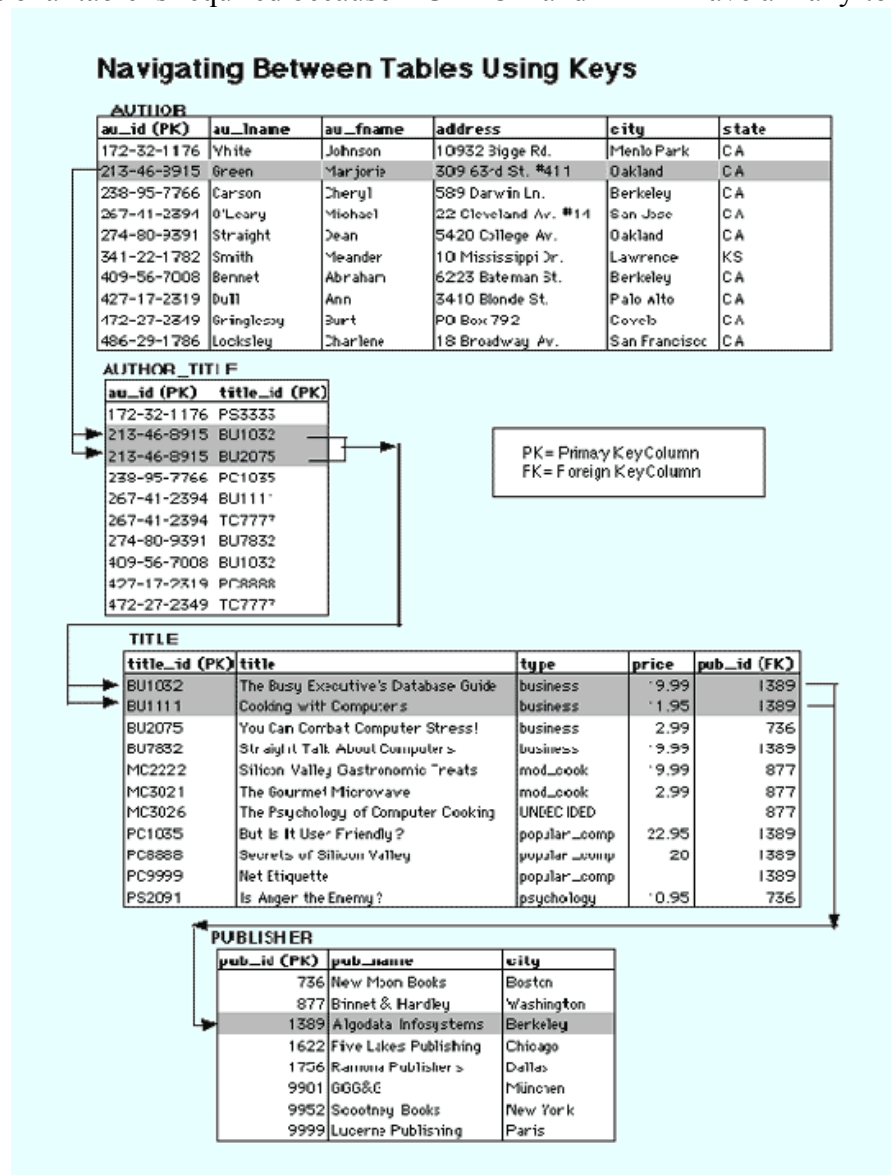 Navigating Between Tables Using Keys
AUTHOR
au_id (PK) au_lname au_fname address city state
172-32-1176 White Johnson 10932 Bigge Rd. Menlo Park CA
213-46-8915 Green Marjorie 309 63rd St. #411 Oakland CA
238-95-7766 Carson Cheryl 589 Darwin Ln. Berkeley CA
267-41-2394 O'Leary Michael 22 Cleveland Av. #14 San Jose CA
274-80-9391 Straight Dean 5420 College Av. Oakland CA
341-22-1782 Smith Meander 10 Mississippi Dr. Lawrence KS
409-56-7008 Bennet Abraham 6223 Bateman St. Berkeley CA
427-17-2319 Dull Ann 3410 Blonde St. Palo Alto CA
472-27-2349 Gringlesby Burt PO Box 792 Covelo CA
486-29-1786 Locksley Charlene 18 Broadway Av. San Francisco CA
AUTHOR_TITLE
au_id (PK) title_id (PK)
172-32-1176 PS3333
213-46-8915 BU1032
213-46-8915 BU2075
238-95-7766 PC1035
267-41-2394 BU1111
267-41-2394 TC7777
274-80-9391 BU7832
409-56-7008 BU1032
427-17-2319 PC8888
472-27-2349 TC7777
PK= Primary Key Column
FK= Foreign Key Column
TITLE
title_id (PK) title type price pub_id (FK)
BU1032 The Busy Executive's Database Guide business 19.99 1389
BU1111 Cooking with Computers business 11.95 1389
BU2075 You Can Combat Computer Stress! business 2.99 736
BU7832 Straight Talk About Computers business 19.99 1389
MC2222 Silicon Valley Gastronomic Treats mod_cook 19.99 877
MC3021 The Gourmet Microwave mod_cook 2.99 877
MC3026 The Psychology of Computer Cooking UNDECIDED 877
PC1035 But Is It User Friendly? popular_comp 22.95 1389
PC8888 Secrets of Silicon Valley popular_comp 20 1389
PC9999 Net Etiquette popular_comp 1389
PS2091 Is Anger the Enemy? psychology 10.95 736
PUBLISHER
pub_id (PK) pub_name city
736 New Moon Books Boston
877 Binnet & Hardley Washington
1389 Algodata Infosystems Berkeley
1622 Five Lakes Publishing Chicago
1756 Ramona Publishers Dallas
9901 GGG&G München
9952 Scootney Books New York
9999 Lucerne Publishing Paris